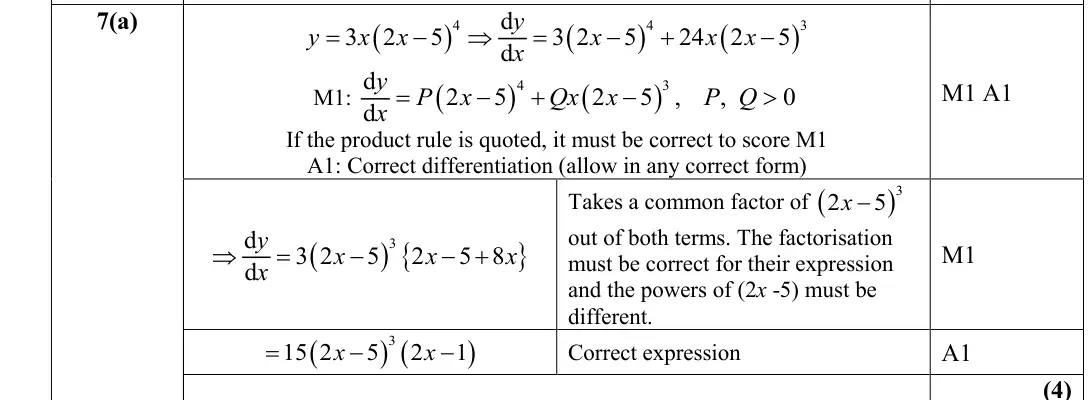 7(a)
y = 3x(2x − 5)⁴ ⇒ dy/dx = 3(2x − 5)⁴ + 24x(2x − 5)³
M1: dy/dx = P(2x − 5)⁴ + Qx(2x − 5)³, P, Q > 0
If the product rule is quoted, it must be correct to score M1
A1: Correct differentiation (allow in any correct form)
M1 A1
⇒ dy/dx = 3(2x − 5)³{2x − 5 + 8x}
Takes a common factor of (2x − 5)³
out of both terms. The factorisation
must be correct for their expression
and the powers of (2x -5) must be
different.
M1
= 15(2x − 5)³(2x − 1)
Correct expression
A1
(4)